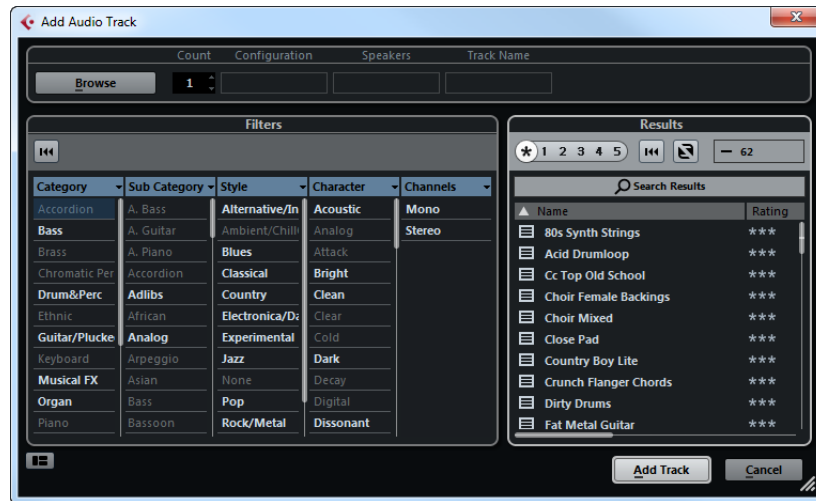 Add Audio Track
Count Configuration Speakers Track Name
Browse 1
Filters
Category Sub Category Style Character Channels
Accordion A. Bass Alternative/In Acoustic Mono
Bass A. Guitar Ambient/Chill Analog Stereo
Brass A. Piano Blues Attack
Chromatic Per Accordion Classical Bright
Drum&Perc Adlibs Country Clean
Ethnic African Electronica/Da Clear
Guitar/Plucke Analog Experimental Cold
Keyboard Arpeggio Jazz Dark
Musical FX Asian None Decay
Organ Bass Pop Digital
Piano Bassoon Rock/Metal Dissonant
Results
* 1 2 3 4 5 62
Search Results
Name Rating
80s Synth Strings ***
Acid Drumloop ***
Cc Top Old School ***
Choir Female Backings ***
Choir Mixed ***
Close Pad ***
Country Boy Lite ***
Crunch Flanger Chords ***
Dirty Drums ***
Fat Metal Guitar ***
Add Track Cancel